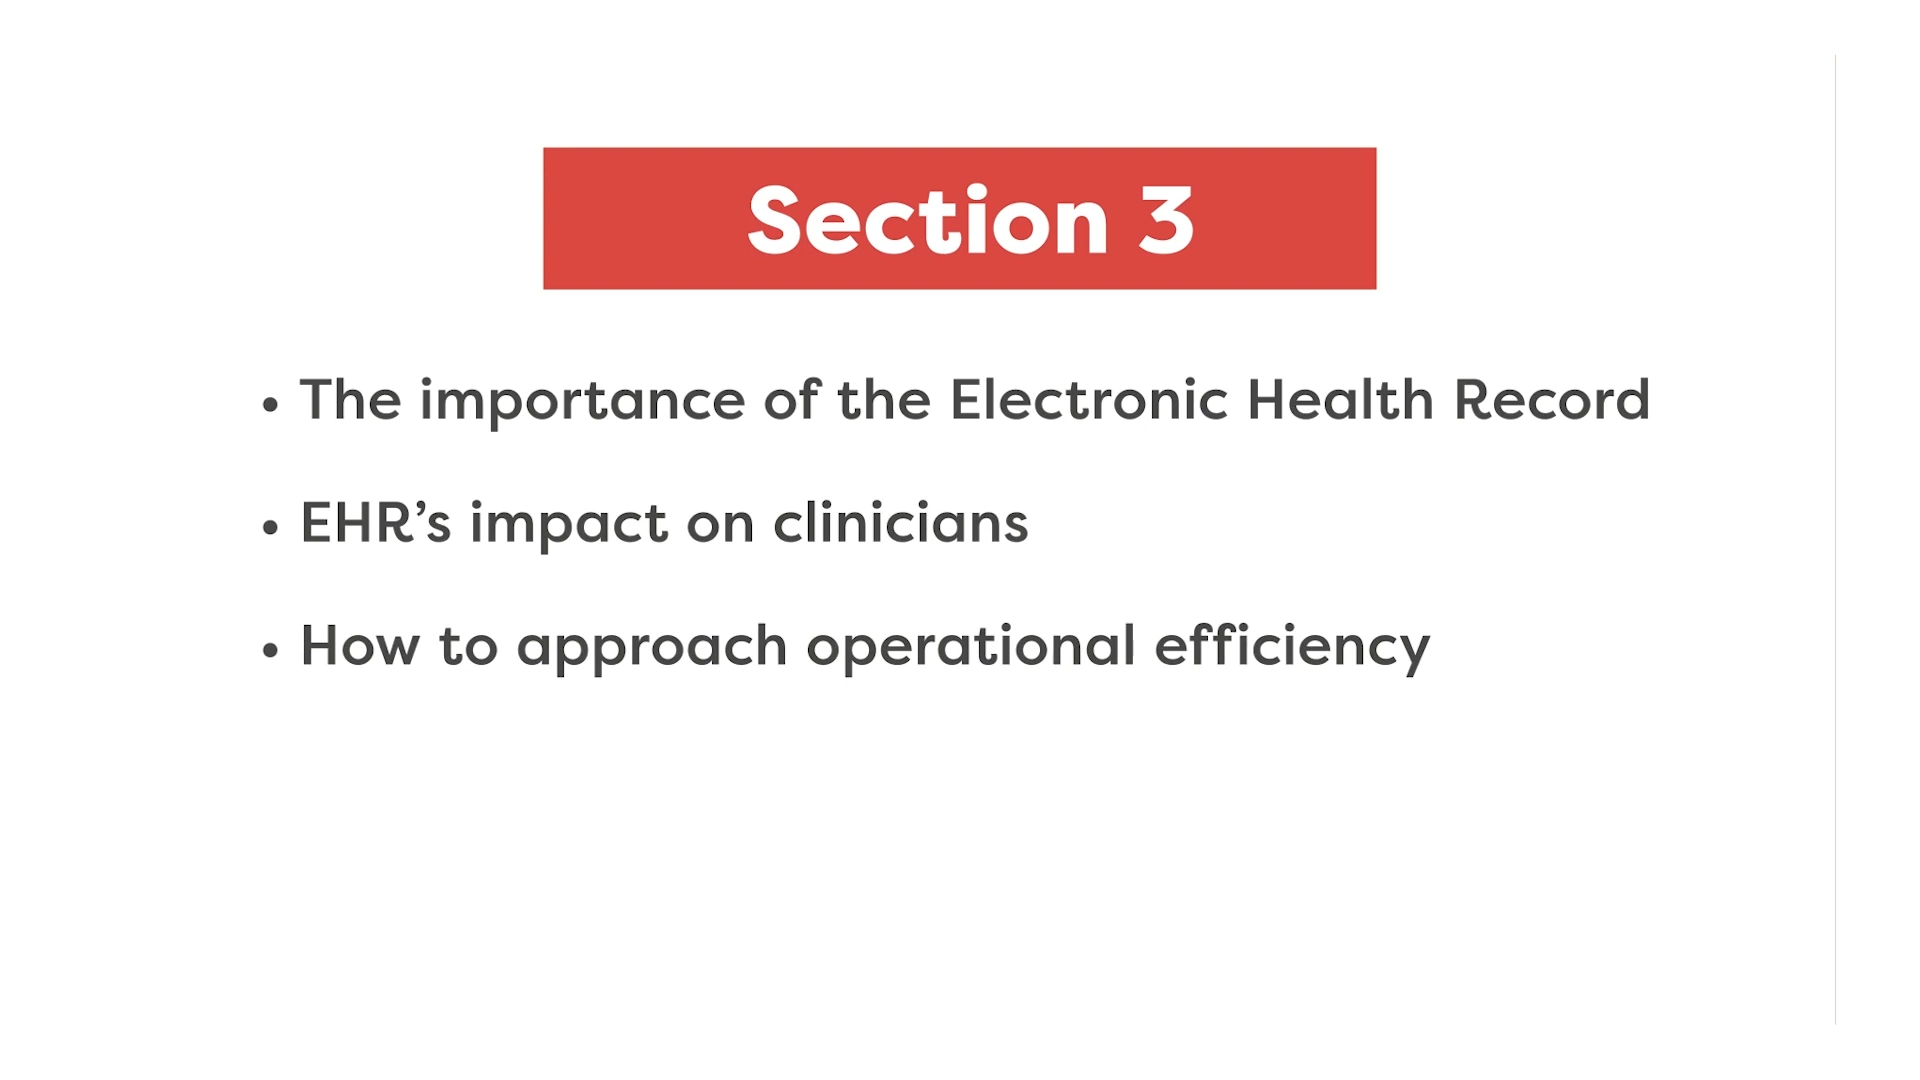 Section 3
• The importance of the Electronic Health Record
• EHR’s impact on clinicians
• How to approach operational efficiency